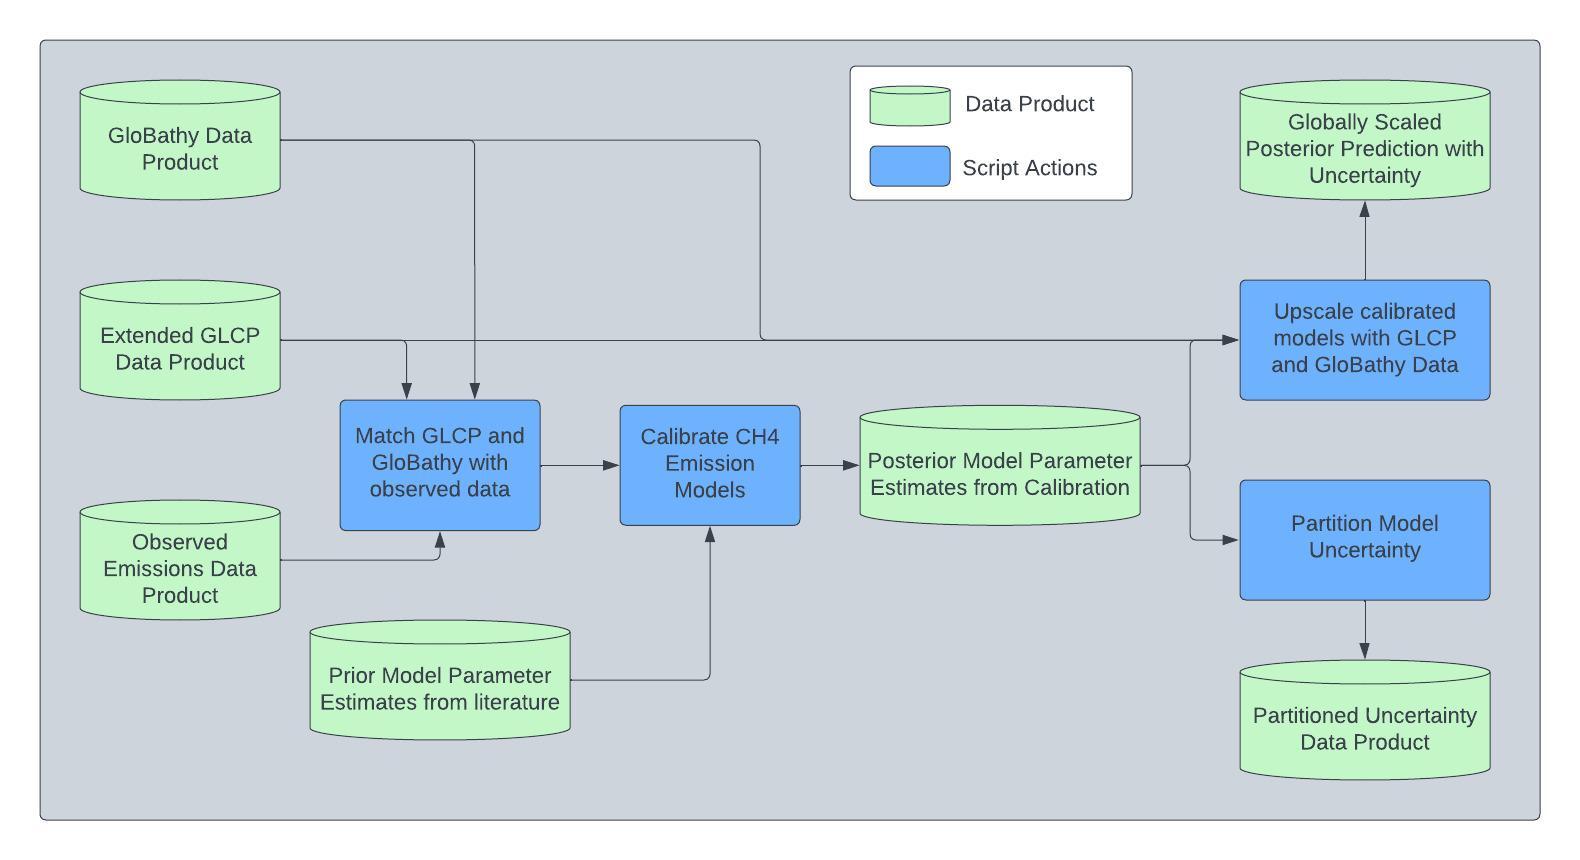 GloBathy Data
Product
Data Product
Script Actions
Globally Scaled
Posterior Prediction with
Uncertainty
Extended GLCP
Data Product
Upscale calibrated
models with GLCP
and GloBathy Data
Match GLCP and
GloBathy with
observed data
Calibrate CH4
Emission
Models
Posterior Model Parameter
Estimates from Calibration
Partition Model
Uncertainty
Observed
Emissions Data
Product
Prior Model Parameter
Estimates from literature
Partitioned Uncertainty
Data Product